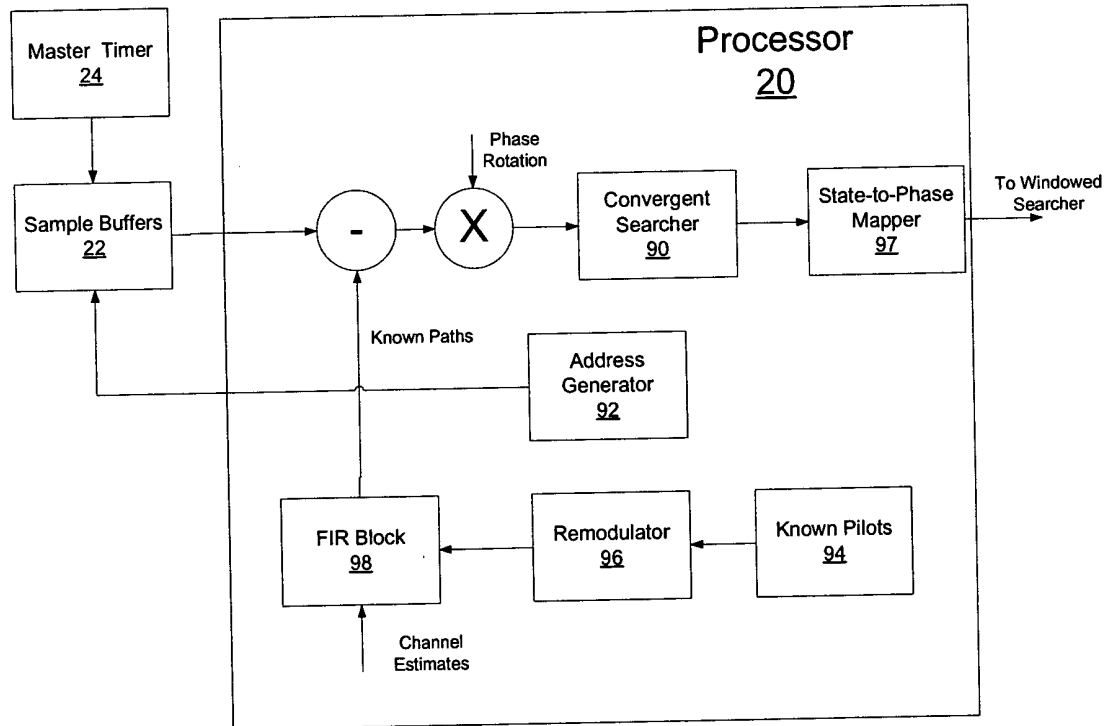 Processor
20
Master Timer
24
Phase
Rotation
Sample Buffers
22
-
X
Convergent
Searcher
90
State-to-Phase
Mapper
97
To Windowed
Searcher
Known Paths
Address
Generator
92
FIR Block
98
Remodulator
96
Known Pilots
94
Channel
Estimates